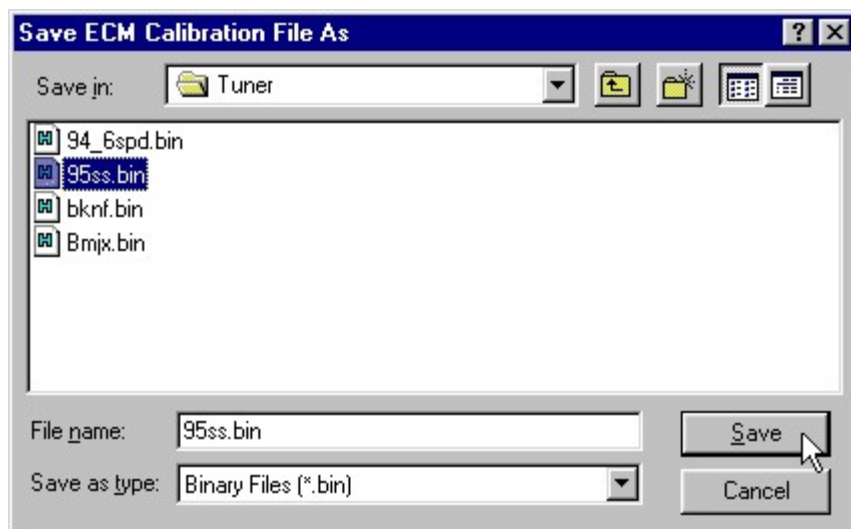 Save ECM Calibration File As
Save in: Tuner
94_6spd.bin
95ss.bin
bknf.bin
Bmjx.bin
File name: 95ss.bin Save
Save as type: Binary Files (*.bin) Cancel